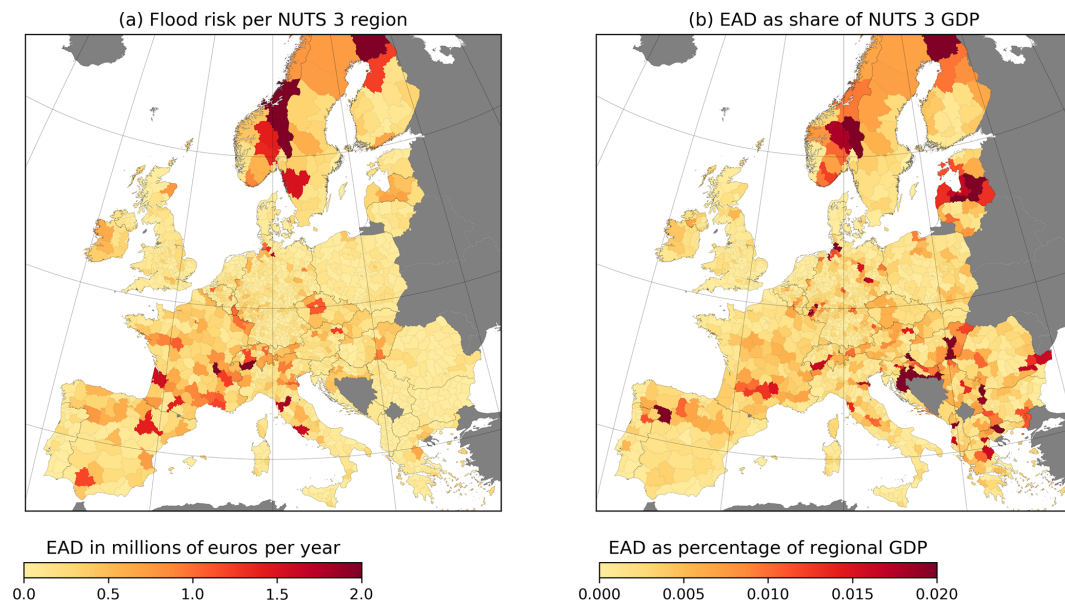 (a) Flood risk per NUTS 3 region
(b) EAD as share of NUTS 3 GDP
EAD in millions of euros per year
0.0 0.5 1.0 1.5 2.0
EAD as percentage of regional GDP
0.000 0.005 0.010 0.015 0.020